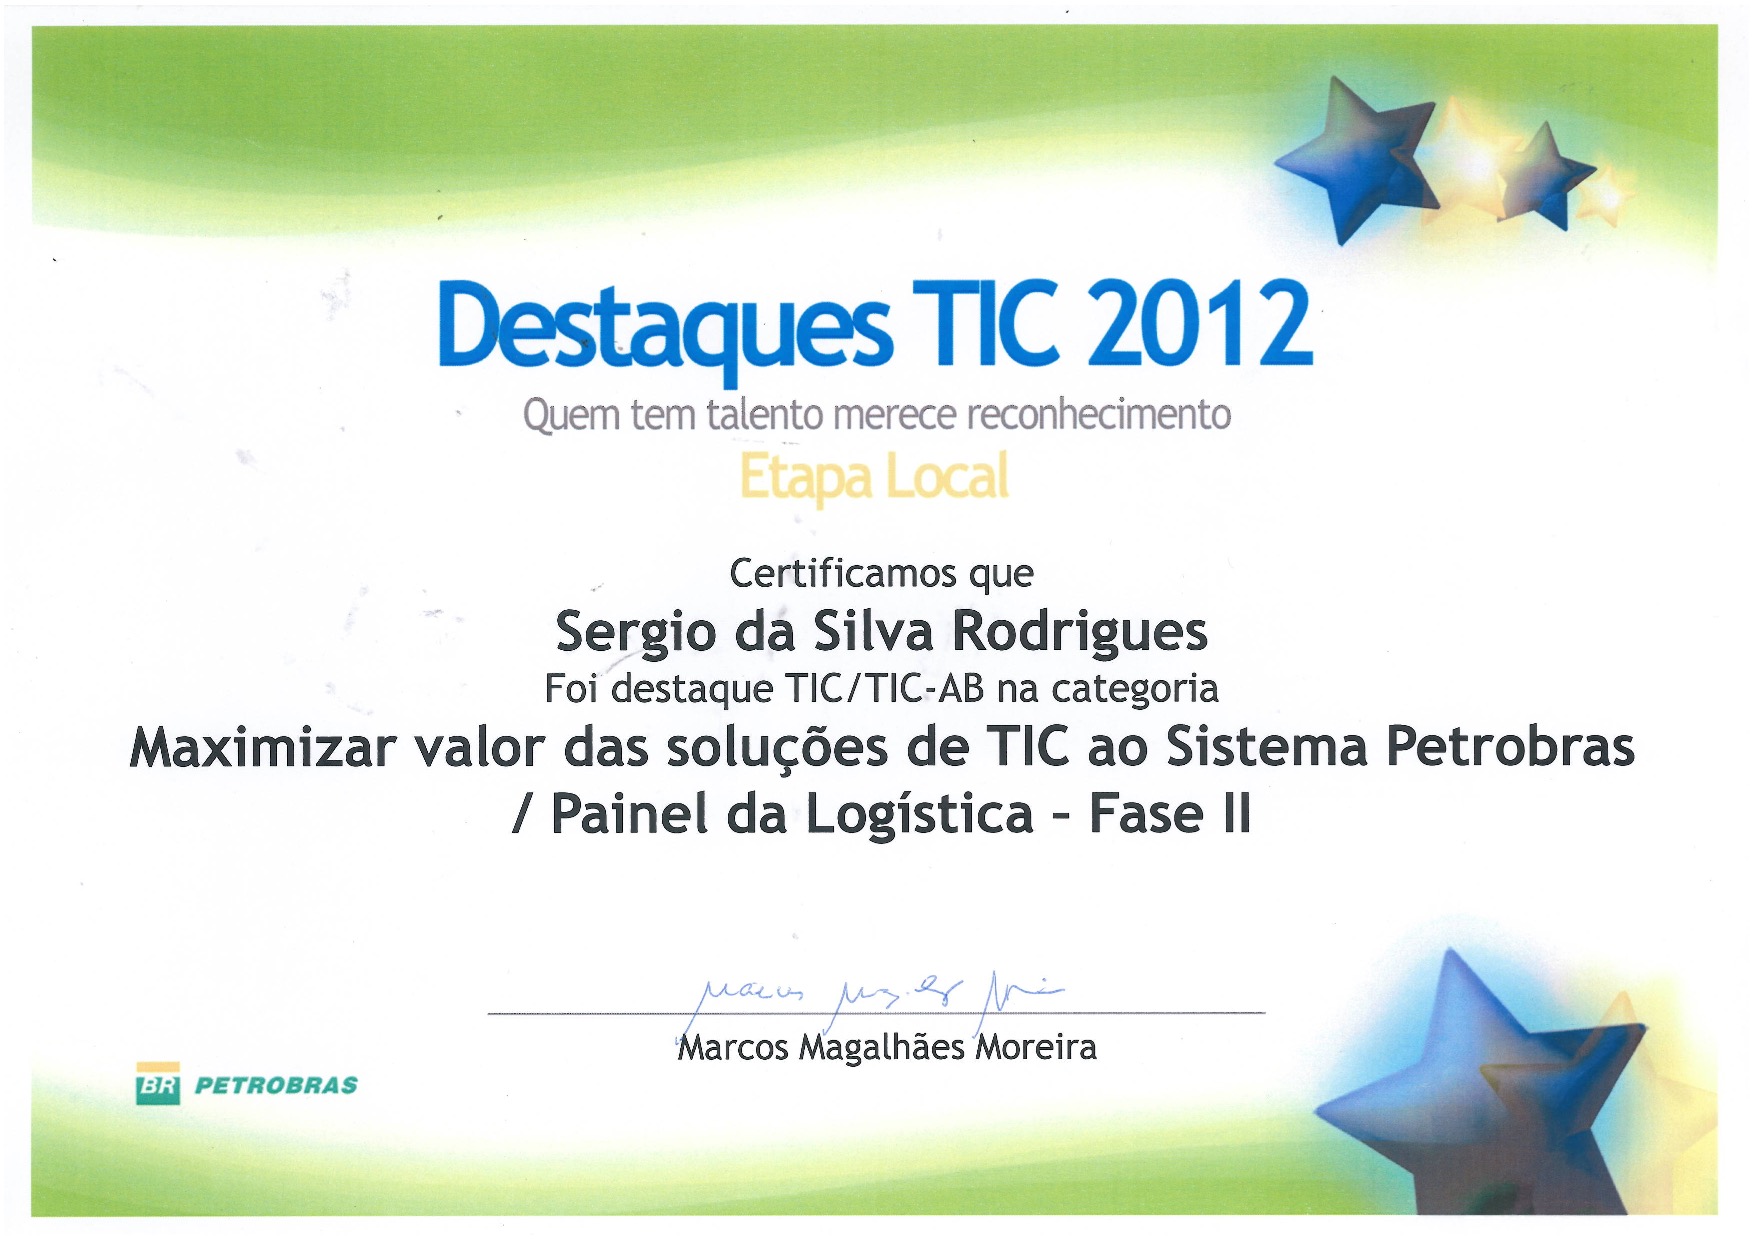 Destaques TIC 2012
Quem tem talento merece reconhecimento
Etapa Local
Certificamos que
Sergio da Silva Rodrigues
Foi destaque TIC/TIC-AB na categoria
Maximizar valor das soluções de TIC ao Sistema Petrobras
/ Painel da Logística – Fase II
Marcos Magalhães Moreira
Marcos Magalhães Moreira
BR PETROBRAS